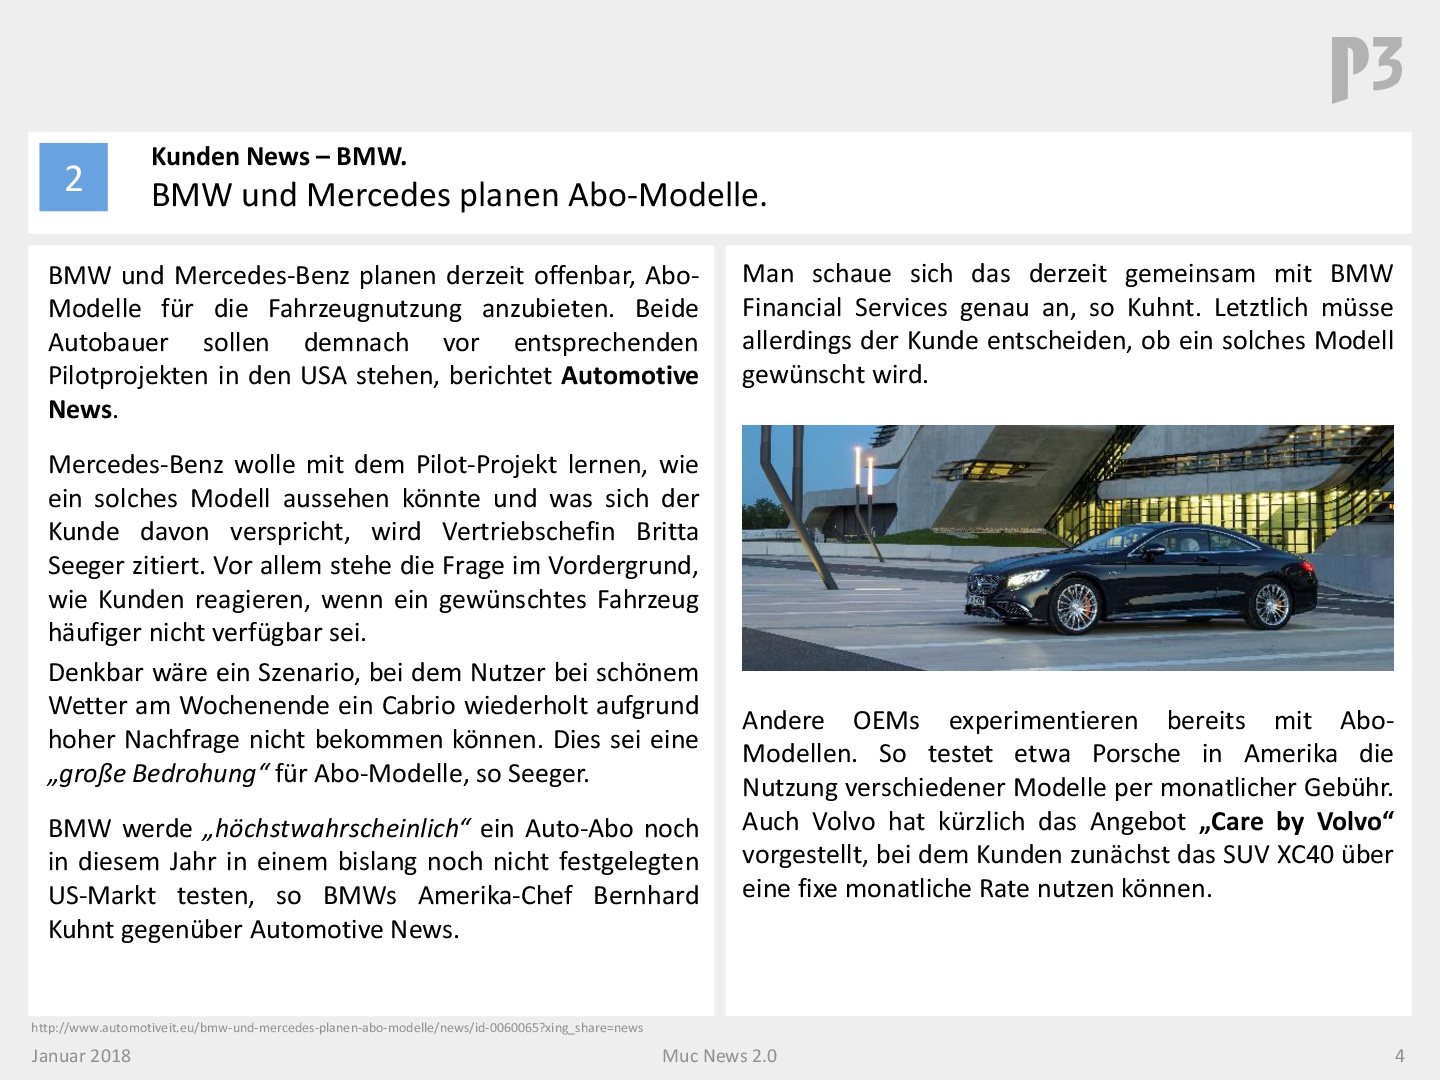 P3
2
Kunden News – BMW.
BMW und Mercedes planen Abo-Modelle.
BMW und Mercedes-Benz planen derzeit offenbar, Abo-
Modelle für die Fahrzeugnutzung anzubieten. Beide
Autobauer sollen demnach vor entsprechenden
Pilotprojekten in den USA stehen, berichtet Automotive
News.
Mercedes-Benz wolle mit dem Pilot-Projekt lernen, wie
ein solches Modell aussehen könnte und was sich der
Kunde davon verspricht, wird Vertriebschefin Britta
Seeger zitiert. Vor allem stehe die Frage im Vordergrund,
wie Kunden reagieren, wenn ein gewünschtes Fahrzeug
häufiger nicht verfügbar sei.
Denkbar wäre ein Szenario, bei dem Nutzer bei schönem
Wetter am Wochenende ein Cabrio wiederholt aufgrund
hoher Nachfrage nicht bekommen können. Dies sei eine
„große Bedrohung“ für Abo-Modelle, so Seeger.
BMW werde „höchstwahrscheinlich“ ein Auto-Abo noch
in diesem Jahr in einem bislang noch nicht festgelegten
US-Markt testen, so BMWs Amerika-Chef Bernhard
Kuhnt gegenüber Automotive News.
Man schaue sich das derzeit gemeinsam mit BMW
Financial Services genau an, so Kuhnt. Letztlich müsse
allerdings der Kunde entscheiden, ob ein solches Modell
gewünscht wird.
Andere OEMs experimentieren bereits mit Abo-
Modellen. So testet etwa Porsche in Amerika die
Nutzung verschiedener Modelle per monatlicher Gebühr.
Auch Volvo hat kürzlich das Angebot „Care by Volvo“
vorgestellt, bei dem Kunden zunächst das SUV XC40 über
eine fixe monatliche Rate nutzen können.
http://www.automotiveit.eu/bmw-und-mercedes-planen-abo-modelle/news/id-0060065?xing_share=news
Januar 2018
Muc News 2.0
4